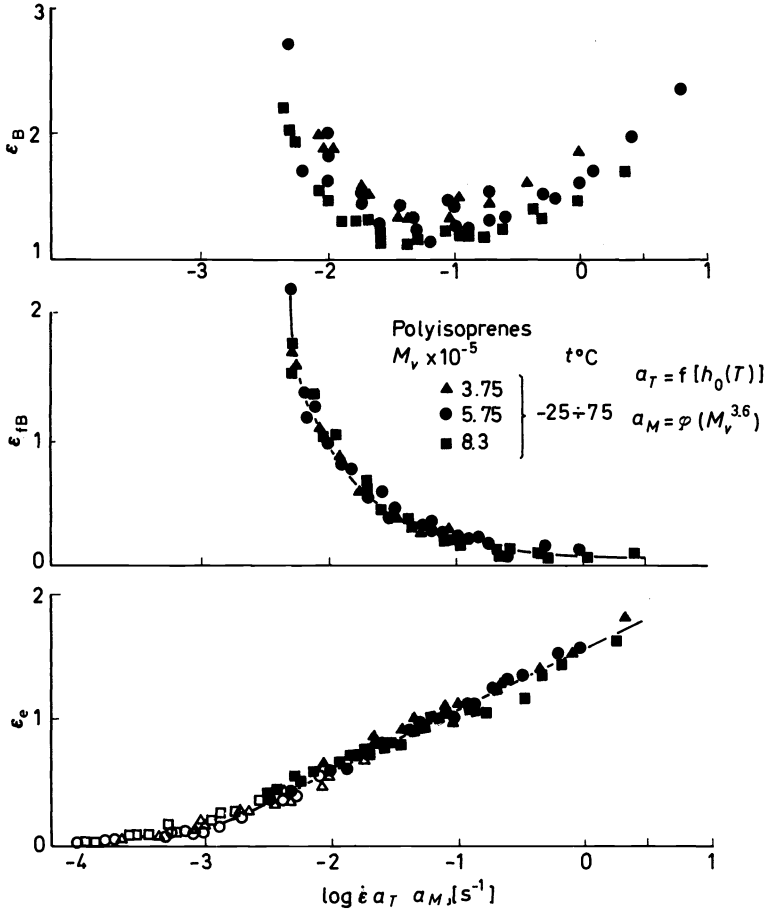 3
2
1
ε_B
-3 -2 -1 0 1
2
1
0
ε_fB
Polyisoprenes
M_v x10^-5 t°C a_T = f [h_0(T)]
▲ 3.75
● 5.75 -25÷75 a_M = φ (M_v^3.6)
■ 8.3
2
1
0
ε_e
-4 -3 -2 -1 0 1
log ε̇ a_T a_M, [s^-1]